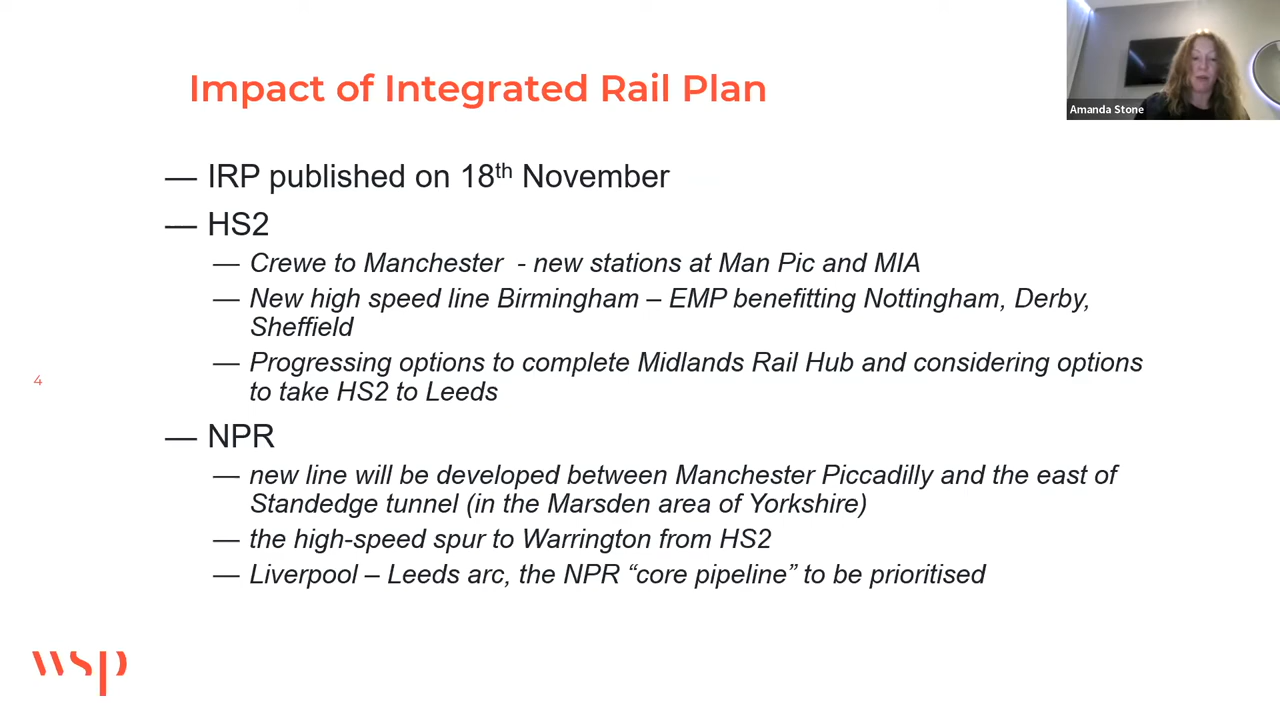 Impact of Integrated Rail Plan
Amanda Stone
— IRP published on 18th November
— HS2
— Crewe to Manchester - new stations at Man Pic and MIA
— New high speed line Birmingham – EMP benefitting Nottingham, Derby,
Sheffield
— Progressing options to complete Midlands Rail Hub and considering options
to take HS2 to Leeds
4
— NPR
— new line will be developed between Manchester Piccadilly and the east of
Standedge tunnel (in the Marsden area of Yorkshire)
— the high-speed spur to Warrington from HS2
— Liverpool – Leeds arc, the NPR “core pipeline” to be prioritised
wsp